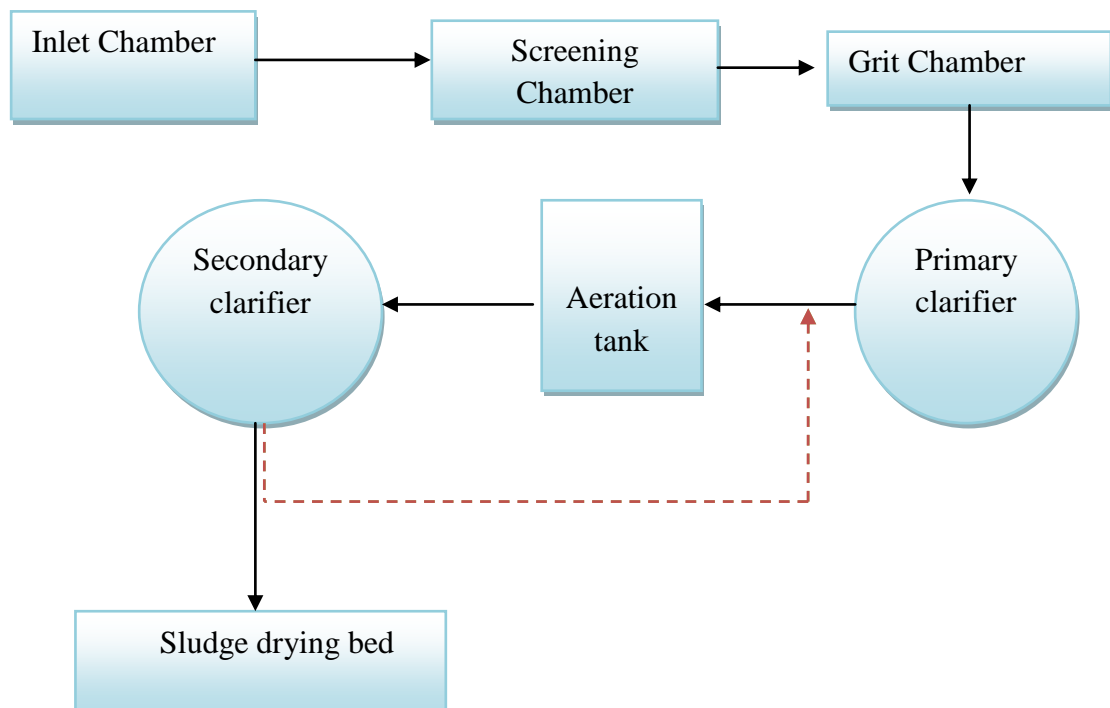 Inlet Chamber
Screening
Chamber
Grit Chamber
Secondary
clarifier
Aeration
tank
Primary
clarifier
Sludge drying bed